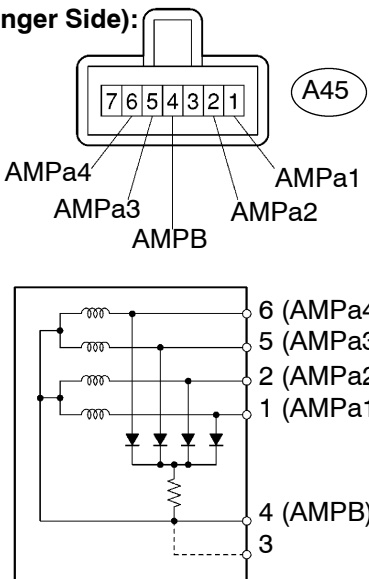 nger Side):
7 6 5 4 3 2 1
A45
AMPa4
AMPa1
AMPa3
AMPa2
AMPB
6 (AMPa4
5 (AMPa3
2 (AMPa2
1 (AMPa1
4 (AMPB)
3